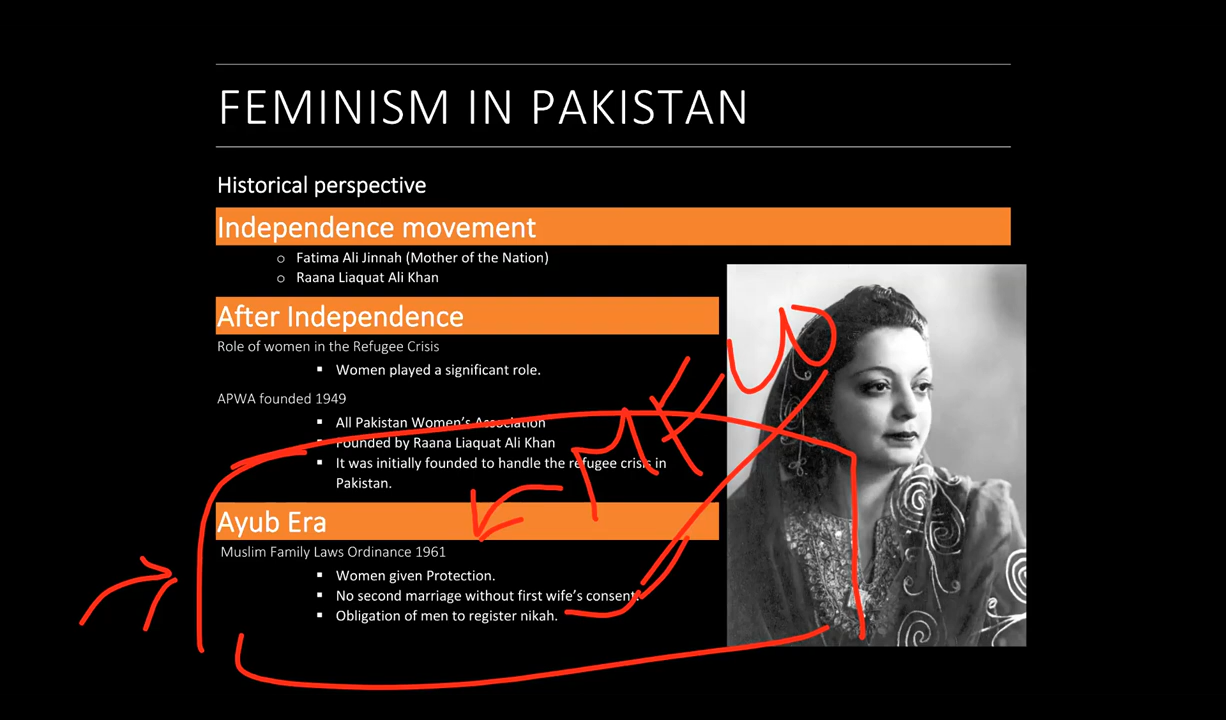 FEMINISM IN PAKISTAN
Historical perspective
Independence movement
Fatima Ali Jinnah (Mother of the Nation)
Raana Liaquat Ali Khan
After Independence
Role of women in the Refugee Crisis
Women played a significant role.
APWA founded 1949
All Pakistan Women's Association
Founded by Raana Liaquat Ali Khan
It was initially founded to handle the refugee crisis in
Pakistan.
Ayub Era
Muslim Family Laws Ordinance 1961
Women given Protection.
No second marriage without first wife's consent.
Obligation of men to register nikah.